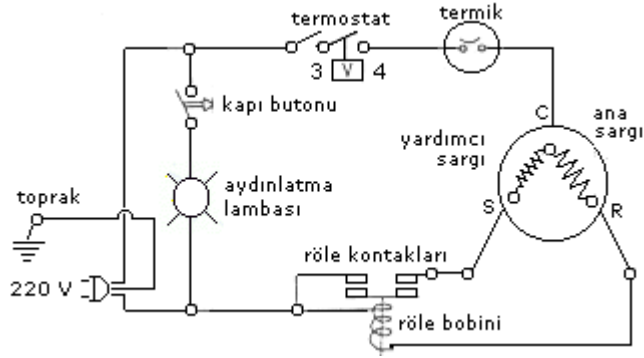 termostat
termik
3 V 4
kapı butonu
C
ana
sargı
yardımcı
sargı
aydınlatma
lambası
toprak
S
R
röle kontakları
220 V
röle bobini